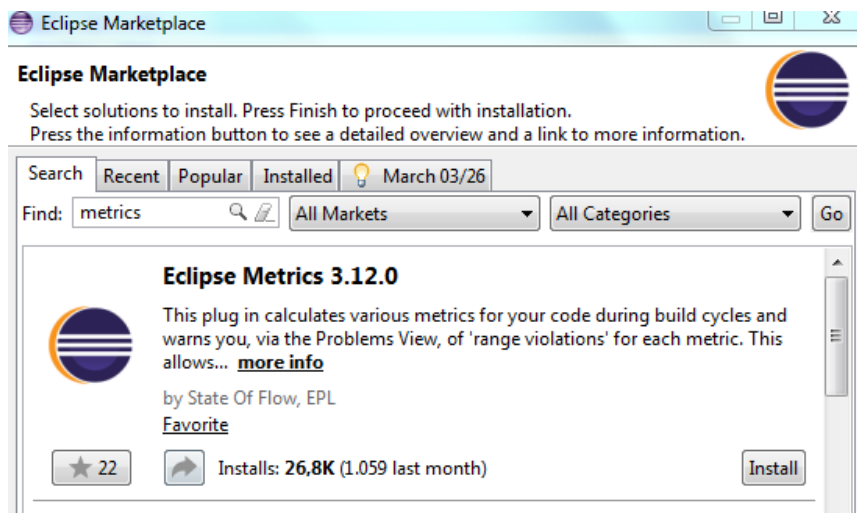 Eclipse Marketplace
Eclipse Marketplace
Select solutions to install. Press Finish to proceed with installation.
Press the information button to see a detailed overview and a link to more information.
Search Recent Popular Installed March 03/26
Find: metrics All Markets All Categories Go
Eclipse Metrics 3.12.0
This plug in calculates various metrics for your code during build cycles and
warns you, via the Problems View, of 'range violations' for each metric. This
allows... more info
by State Of Flow, EPL
Favorite
22 Installs: 26,8K (1.059 last month) Install